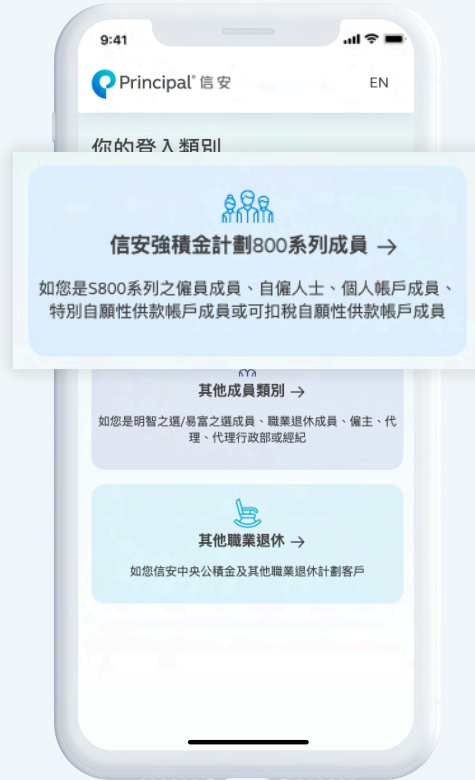 9:41
Principal® 信安
EN
你的登入類別
信安強積金計劃800系列成員 →
如您是S800系列之僱員成員、自僱人士、個人帳戶成員、
特別自願性供款帳戶成員或可扣稅自願性供款帳戶成員
其他成員類別 →
如您是明智之選/易富之選成員、職業退休成員、僱主、代
理、代理行政部或經紀
其他職業退休 →
如您信安中央公積金及其他職業退休計劃客戶